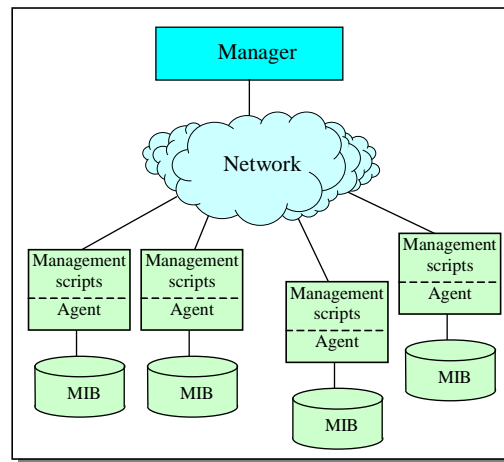 Manager
Network
Management
scripts
Agent
MIB
Management
scripts
Agent
MIB
Management
scripts
Agent
MIB
Management
scripts
Agent
MIB